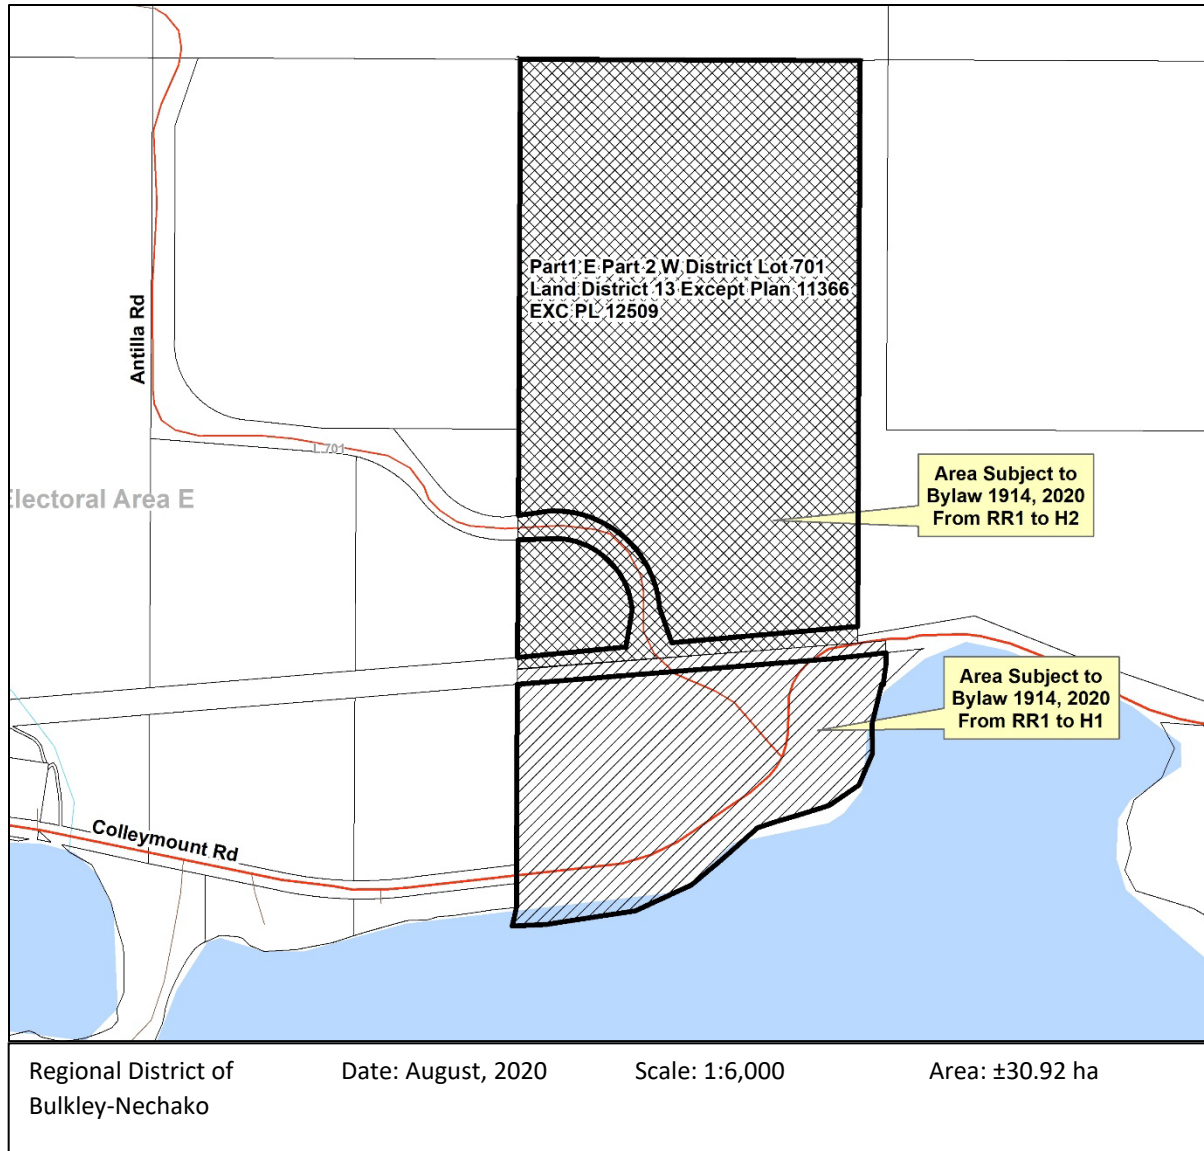 Part1 E Part 2 W District Lot 701
Land District 13 Except Plan 11366
EXC PL 12509
Antilla Rd
L 701
Electoral Area E
Area Subject to
Bylaw 1914, 2020
From RR1 to H2
Area Subject to
Bylaw 1914, 2020
From RR1 to H1
Colleymount Rd
Regional District of
Bulkley-Nechako
Date: August, 2020
Scale: 1:6,000
Area: ±30.92 ha